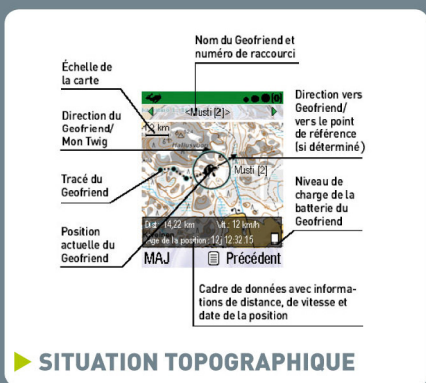 Nom du Geofriend et
numéro de raccourci
Échelle de
la carte
Direction du
Geofriend/
Mon Twig
Tracé du
Geofriend
Position
actuelle du
Geofriend
<Musti [2]>
km
Musti [2]
Dist : 14,22 km Vit : 12 km/h
Age de la position : 12j 12:32:15
MAJ Précédent
Direction vers
Geofriend/
vers le point
de référence
(si déterminé)
Niveau de
charge de la
batterie du
Geofriend
Cadre de données avec informa-
tions de distance, de vitesse et
date de la position
SITUATION TOPOGRAPHIQUE